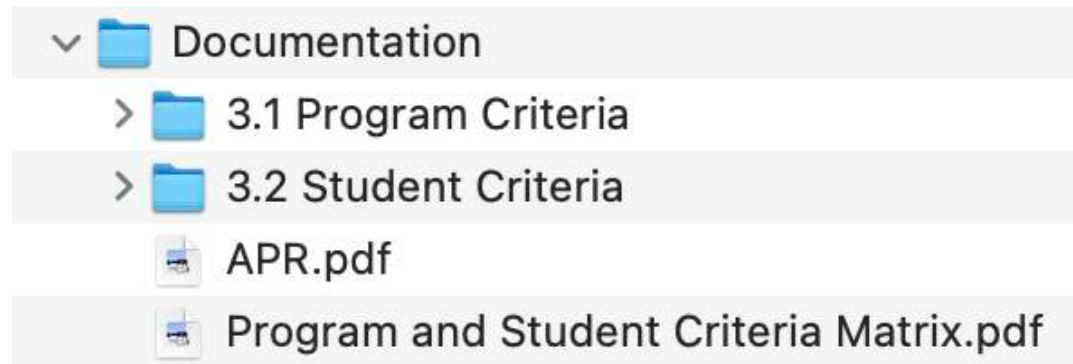 Documentation
3.1 Program Criteria
3.2 Student Criteria
APR.pdf
Program and Student Criteria Matrix.pdf